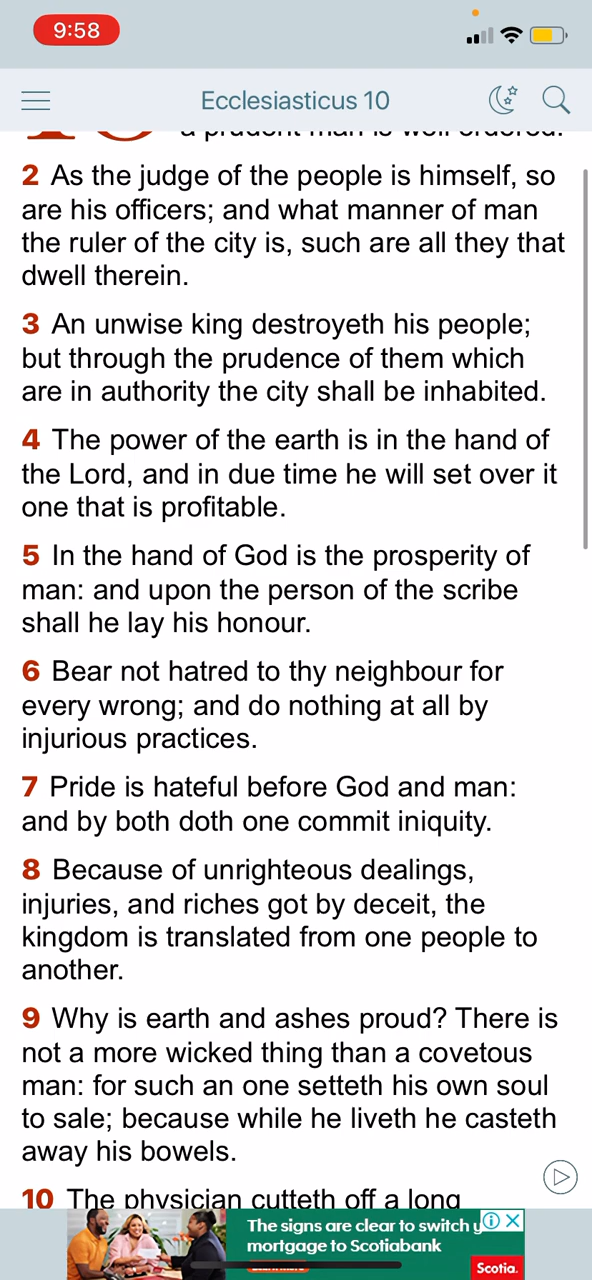 9:58
Ecclesiasticus 10
a prudent man is well ordered.
2 As the judge of the people is himself, so
are his officers; and what manner of man
the ruler of the city is, such are all they that
dwell therein.
3 An unwise king destroyeth his people;
but through the prudence of them which
are in authority the city shall be inhabited.
4 The power of the earth is in the hand of
the Lord, and in due time he will set over it
one that is profitable.
5 In the hand of God is the prosperity of
man: and upon the person of the scribe
shall he lay his honour.
6 Bear not hatred to thy neighbour for
every wrong; and do nothing at all by
injurious practices.
7 Pride is hateful before God and man:
and by both doth one commit iniquity.
8 Because of unrighteous dealings,
injuries, and riches got by deceit, the
kingdom is translated from one people to
another.
9 Why is earth and ashes proud? There is
not a more wicked thing than a covetous
man: for such an one setteth his own soul
to sale; because while he liveth he casteth
away his bowels.
10 The physician cutteth off a long
The signs are clear to switch y
mortgage to Scotiabank
Scotia.